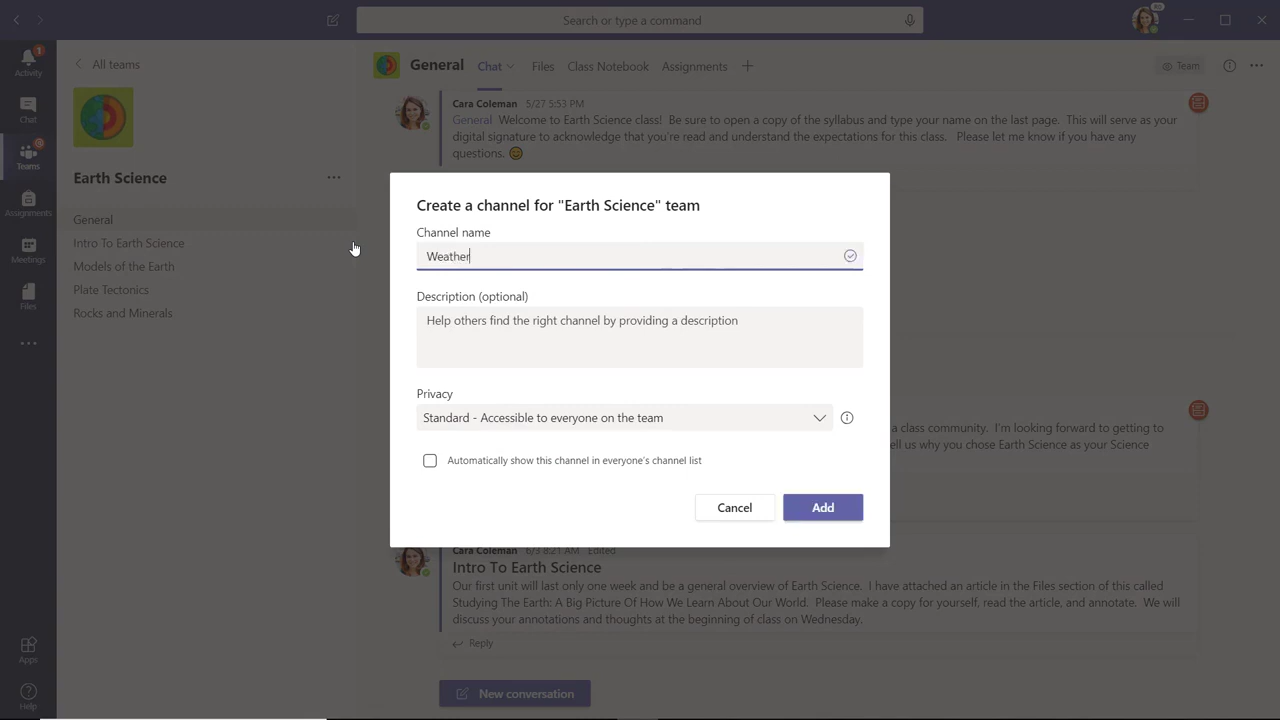 Search or type a command
Activity
Chat
Teams
Assignments
Meetings
Files
Apps
Help
All teams
Earth Science
General
Intro To Earth Science
Models of the Earth
Plate Tectonics
Rocks and Minerals
General Chat Files Class Notebook Assignments
Team
Cara Coleman 5/27 5:53 PM
General Welcome to Earth Science class! Be sure to open a copy of the syllabus and type your name on the last page. This will serve as your
digital signature to acknowledge that you're read and understand the expectations for this class. Please let me know if you have any
questions.
Create a channel for "Earth Science" team
Channel name
Weather
Description (optional)
Help others find the right channel by providing a description
Privacy
Standard - Accessible to everyone on the team
Automatically show this channel in everyone's channel list
Cancel
Add
a class community. I'm looking forward to getting to
ell us why you chose Earth Science as your Science
Cara Coleman 6/3 8:21 AM Edited
Intro To Earth Science
Our first unit will last only one week and be a general overview of Earth Science. I have attached an article in the Files section of this called
Studying The Earth: A Big Picture Of How We Learn About Our World. Please make a copy for yourself, read the article, and annotate. We will
discuss your annotations and thoughts at the beginning of class on Wednesday.
Reply
New conversation